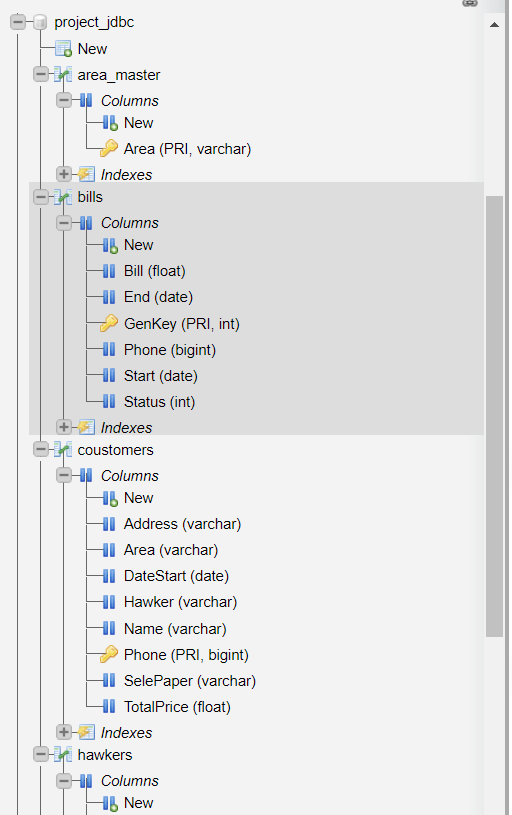 project_jdbc
New
area_master
Columns
New
Area (PRI, varchar)
Indexes
bills
Columns
New
Bill (float)
End (date)
GenKey (PRI, int)
Phone (bigint)
Start (date)
Status (int)
Indexes
coustomers
Columns
New
Address (varchar)
Area (varchar)
DateStart (date)
Hawker (varchar)
Name (varchar)
Phone (PRI, bigint)
SelePaper (varchar)
TotalPrice (float)
Indexes
hawkers
Columns
New